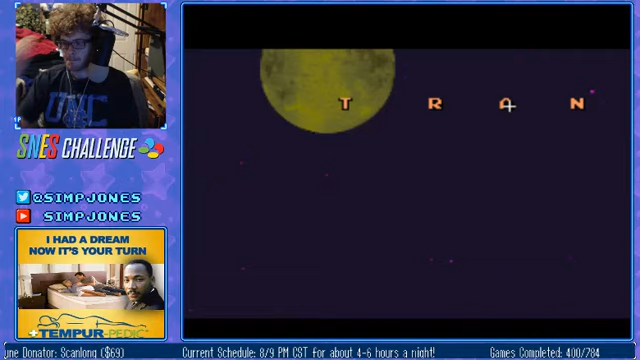 T R A N
UNC
SNES CHALLENGE
@SIMPJONES
SIMPJONES
I HAD A DREAM
NOW IT'S YOUR TURN
TEMPUR-PEDIC
une Donator: Scanlong ($69)
Current Schedule: 8/9 PM CST for about 4-6 hours a night!
Games Completed: 400/784